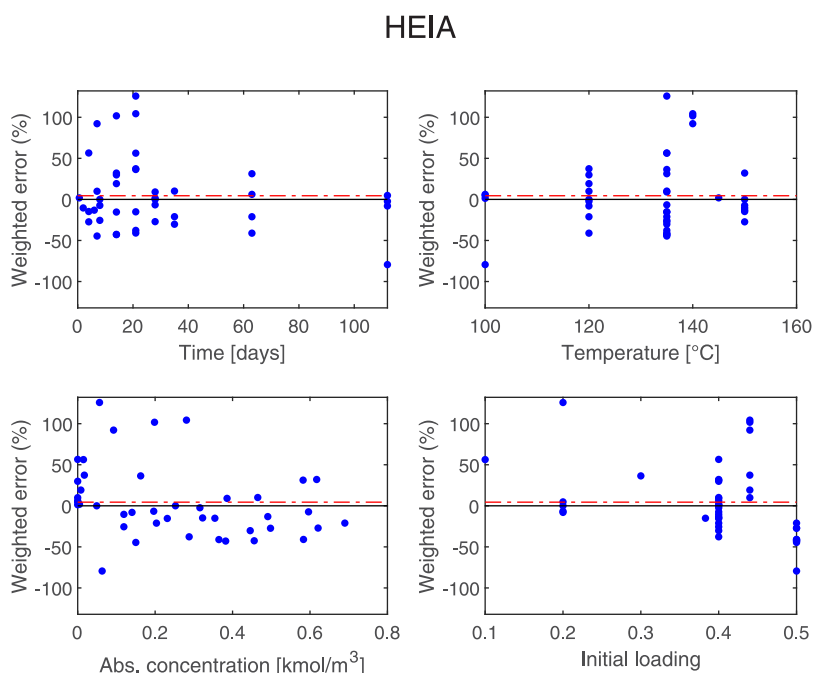 HEIA
Weighted error (%)
100
50
0
-50
-100
0 20 40 60 80 100
Time [days]
Weighted error (%)
100
50
0
-50
-100
100 120 140 160
Temperature [°C]
Weighted error (%)
100
50
0
-50
-100
0 0.2 0.4 0.6 0.8
Abs, concentration [kmol/m³]
Weighted error (%)
100
50
0
-50
-100
0.1 0.2 0.3 0.4 0.5
Initial loading